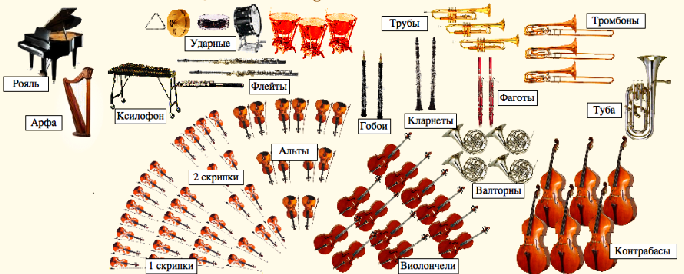 Ударные
Трубы
Тромбоны
Рояль
Флейты
Фаготы
Ксилофон
Гобои
Кларнеты
Туба
Арфа
Альты
2 скрипки
Валторны
1 скрипки
Виолончели
Контрабасы